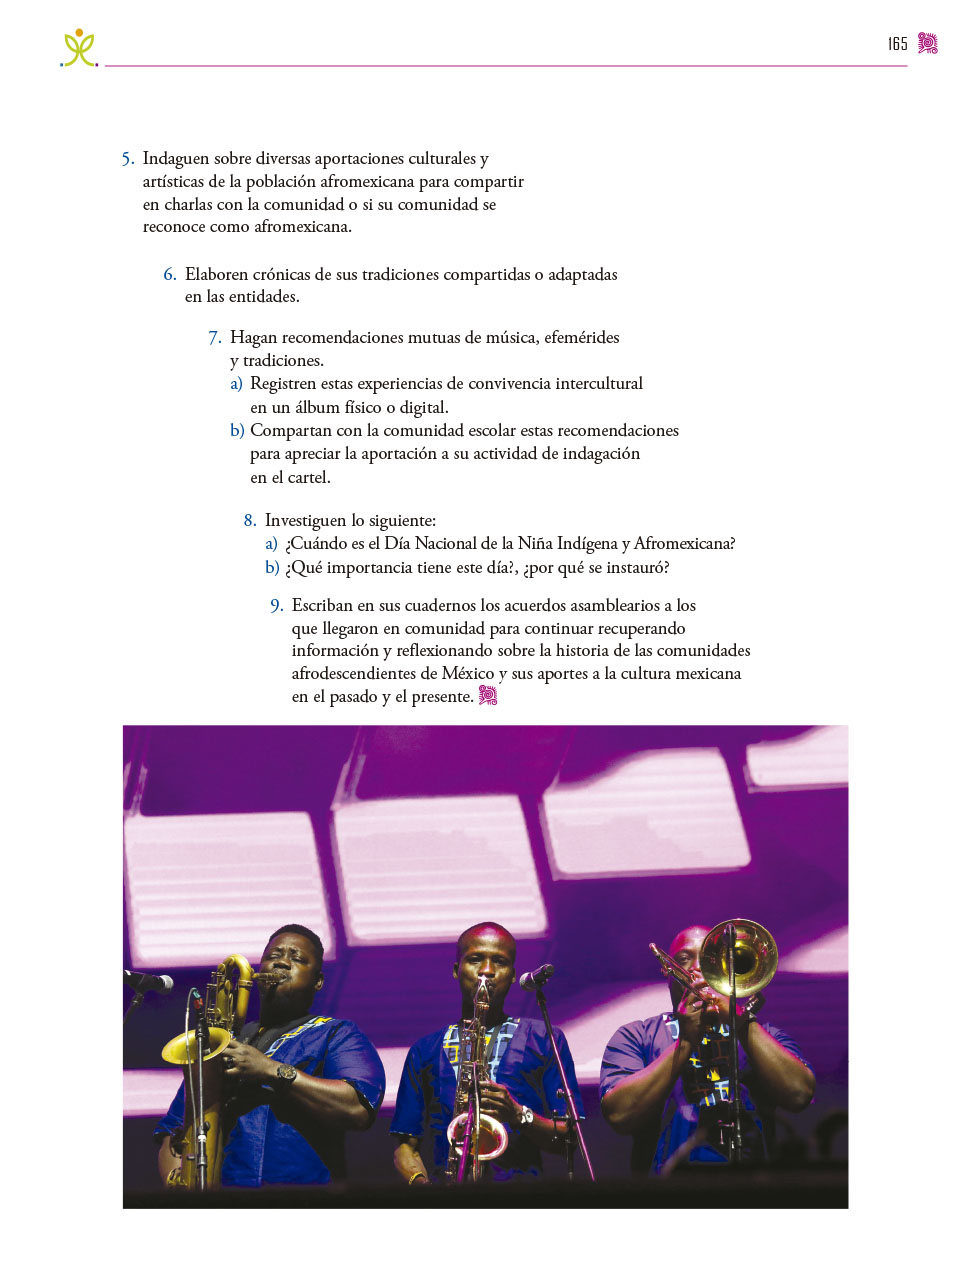 165
5. Indaguen sobre diversas aportaciones culturales y
artísticas de la población afromexicana para compartir
en charlas con la comunidad o si su comunidad se
reconoce como afromexicana.
6. Elaboren crónicas de sus tradiciones compartidas o adaptadas
en las entidades.
7. Hagan recomendaciones mutuas de música, efemérides
y tradiciones.
a) Registren estas experiencias de convivencia intercultural
en un álbum físico o digital.
b) Compartan con la comunidad escolar estas recomendaciones
para apreciar la aportación a su actividad de indagación
en el cartel.
8. Investiguen lo siguiente:
a) ¿Cuándo es el Día Nacional de la Niña Indígena y Afromexicana?
b) ¿Qué importancia tiene este día?, ¿por qué se instauró?
9. Escriban en sus cuadernos los acuerdos asamblearios a los
que llegaron en comunidad para continuar recuperando
información y reflexionando sobre la historia de las comunidades
afrodescendientes de México y sus aportes a la cultura mexicana
en el pasado y el presente.